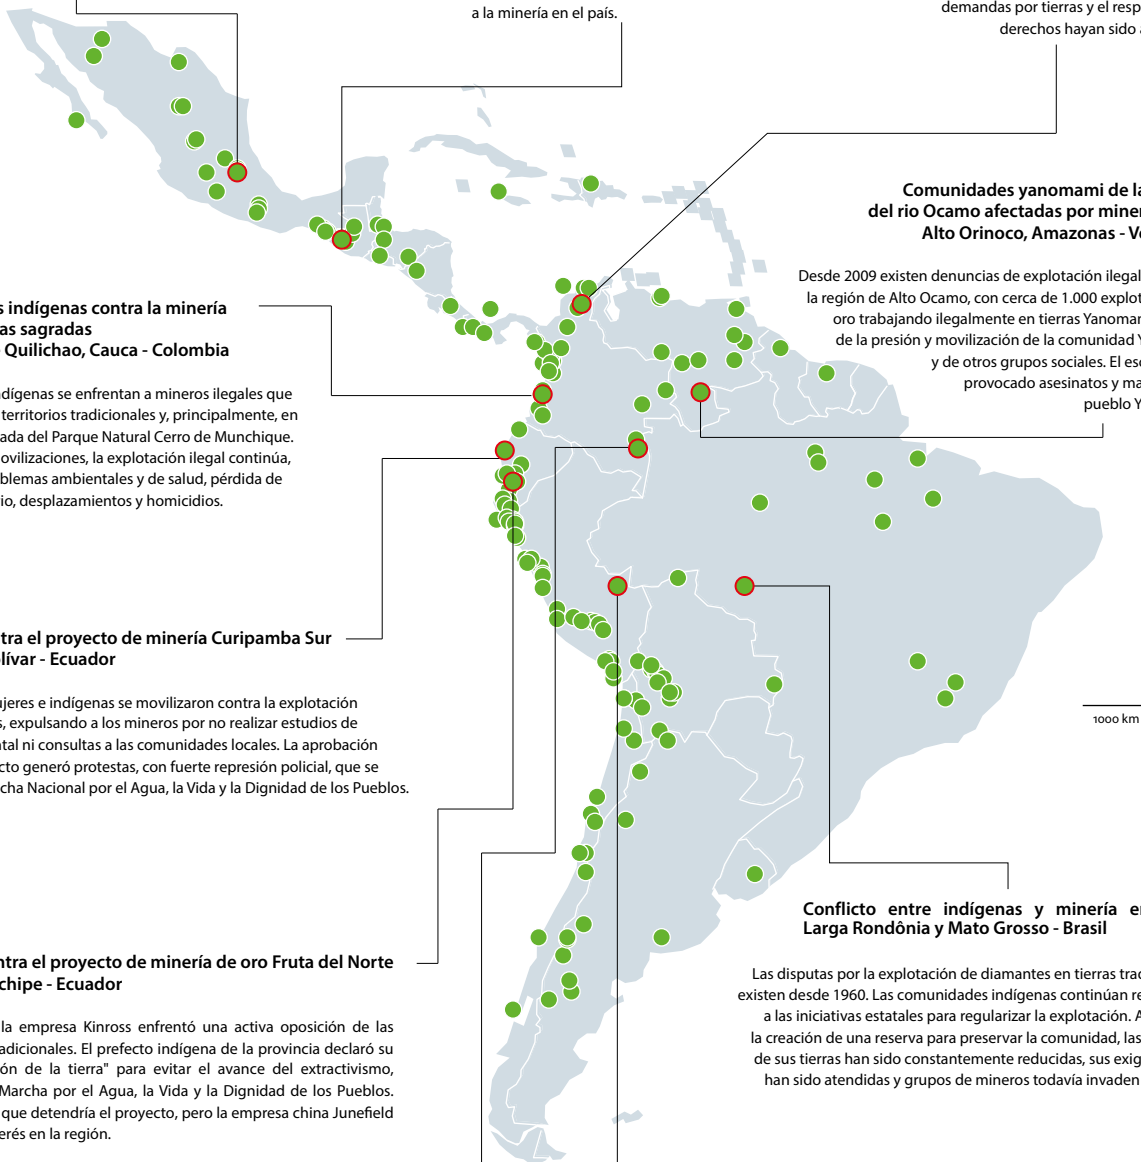 a la minería en el país.
demandas por tierras y el resp
derechos hayan sido a
Comunidades yanomami de la
del rio Ocamo afectadas por miner
Alto Orinoco, Amazonas - Ve
Desde 2009 existen denuncias de explotación ilegal
la región de Alto Ocamo, con cerca de 1.000 explot
oro trabajando ilegalmente en tierras Yanomar
de la presión y movilización de la comunidad Y
y de otros grupos sociales. El esc
provocado asesinatos y ma
pueblo Y
s indígenas contra la minería
as sagradas
Quilichao, Cauca - Colombia
ndígenas se enfrentan a mineros ilegales que
territorios tradicionales y, principalmente, en
ada del Parque Natural Cerro de Munchique.
ovilizaciones, la explotación ilegal continúa,
blemas ambientales y de salud, pérdida de
io, desplazamientos y homicidios.
tra el proyecto de minería Curipamba Sur
lívar - Ecuador
ujeres e indígenas se movilizaron contra la explotación
s, expulsando a los mineros por no realizar estudios de
ntal ni consultas a las comunidades locales. La aprobación
cto generó protestas, con fuerte represión policial, que se
cha Nacional por el Agua, la Vida y la Dignidad de los Pueblos.
1000 km
ntra el proyecto de minería de oro Fruta del Norte
chipe - Ecuador
la empresa Kinross enfrentó una activa oposición de las
adicionales. El prefecto indígena de la provincia declaró su
ón de la tierra" para evitar el avance del extractivismo,
Marcha por el Agua, la Vida y la Dignidad de los Pueblos.
que detendría el proyecto, pero la empresa china Junefield
erés en la región.
Conflicto entre indígenas y minería en
Larga Rondônia y Mato Grosso - Brasil
Las disputas por la explotación de diamantes en tierras trad
existen desde 1960. Las comunidades indígenas continúan re
a las iniciativas estatales para regularizar la explotación. A
la creación de una reserva para preservar la comunidad, las
de sus tierras han sido constantemente reducidas, sus exig
han sido atendidas y grupos de mineros todavía invaden